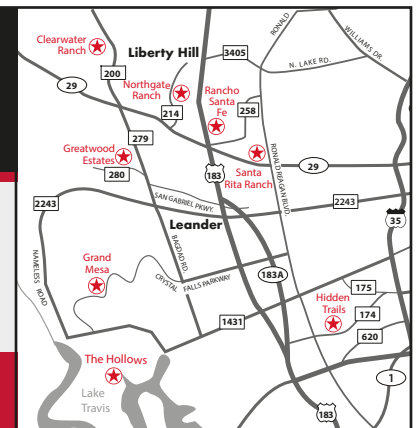 Clearwater
Ranch
Liberty Hill
3405
RONALD
WILLIAMS DR.
N. LAKE RD.
200
29
Northgate
Ranch
Rancho
Santa
Fe
258
214
279
Greatwood
Estates
280
183
Santa
Rita Ranch
RONALD REAGAN BLVD.
29
SAN GABRIEL PKWY.
2243
2243
35
Leander
NAMELESS ROAD
BAGDAD RD.
Grand
Mesa
CRYSTAL FALLS PARKWAY
183A
175
Hidden
Trails
174
1431
620
The Hollows
1
Lake
Travis
183